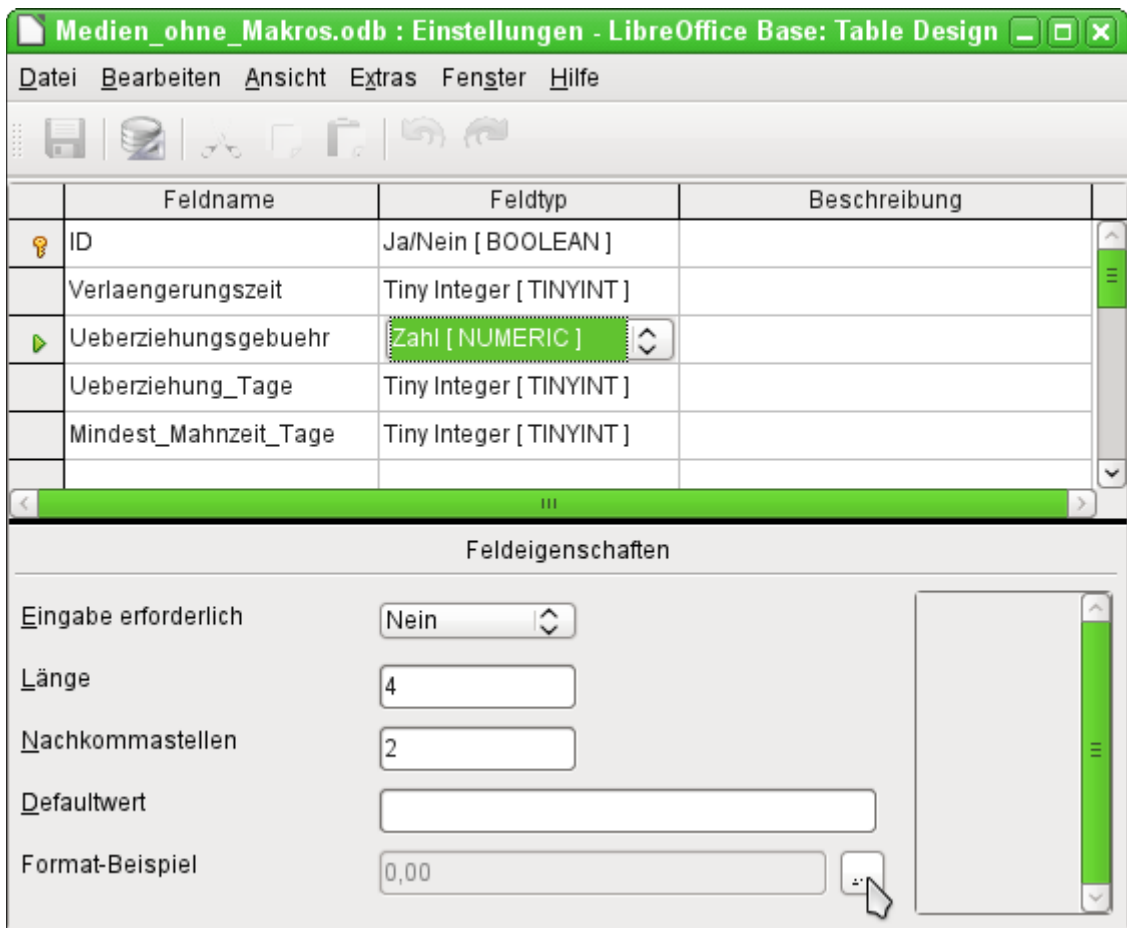 Medien_ohne_Makros.odb : Einstellungen - LibreOffice Base: Table Design
Datei Bearbeiten Ansicht Extras Fenster Hilfe
Feldname Feldtyp Beschreibung
ID Ja/Nein [ BOOLEAN ]
Verlaengerungszeit Tiny Integer [ TINYINT ]
Ueberziehungsgebuehr Zahl [ NUMERIC ]
Ueberziehung_Tage Tiny Integer [ TINYINT ]
Mindest_Mahnzeit_Tage Tiny Integer [ TINYINT ]
Feldeigenschaften
Eingabe erforderlich Nein
Länge 4
Nachkommastellen 2
Defaultwert
Format-Beispiel 0,00 ...